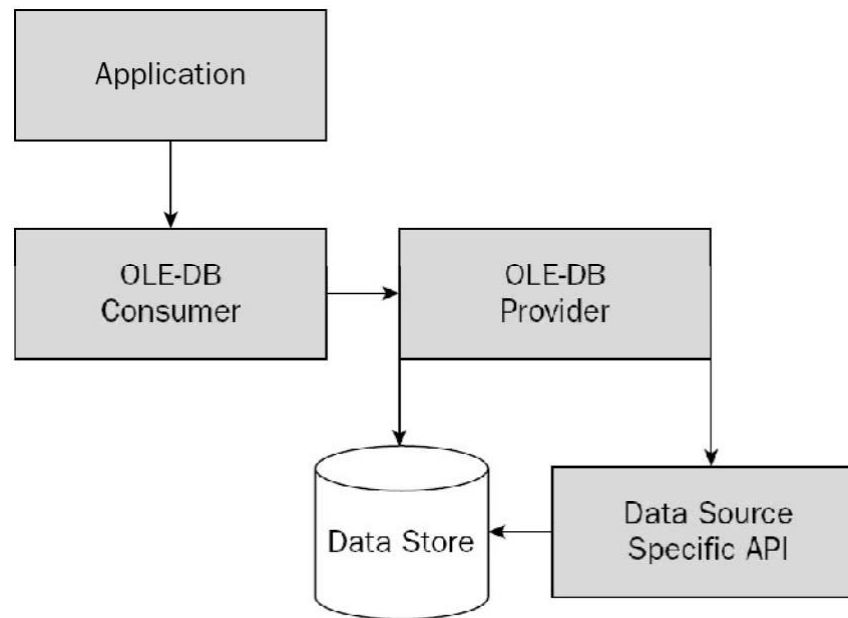 Application
OLE-DB
Consumer
OLE-DB
Provider
Data Store
Data Source
Specific API